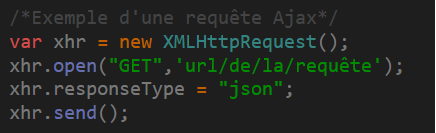 /*Exemple d'une requête Ajax*/
var xhr = new XMLHttpRequest();
xhr.open("GET",'url/de/la/requête');
xhr.responseType = "json";
xhr.send();